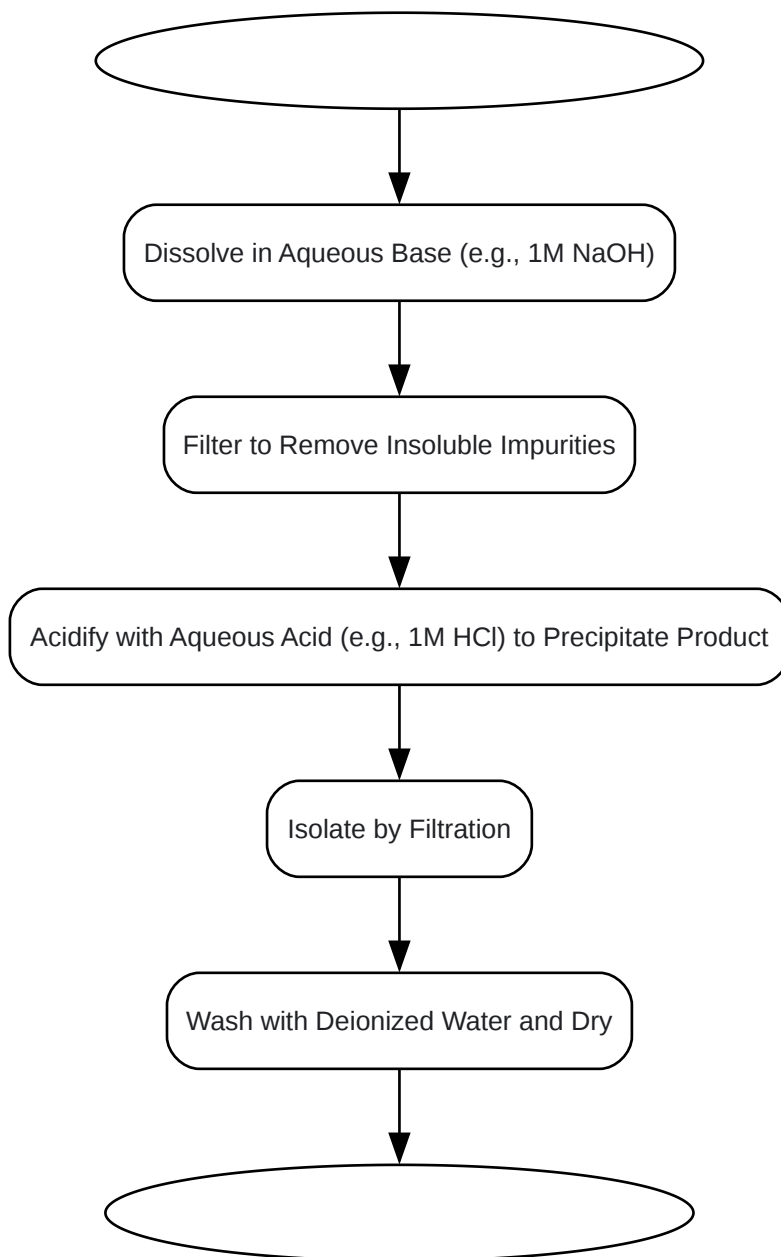 Dissolve in Aqueous Base (e.g., 1M NaOH)
Filter to Remove Insoluble Impurities
Acidify with Aqueous Acid (e.g., 1M HCl) to Precipitate Product
Isolate by Filtration
Wash with Deionized Water and Dry